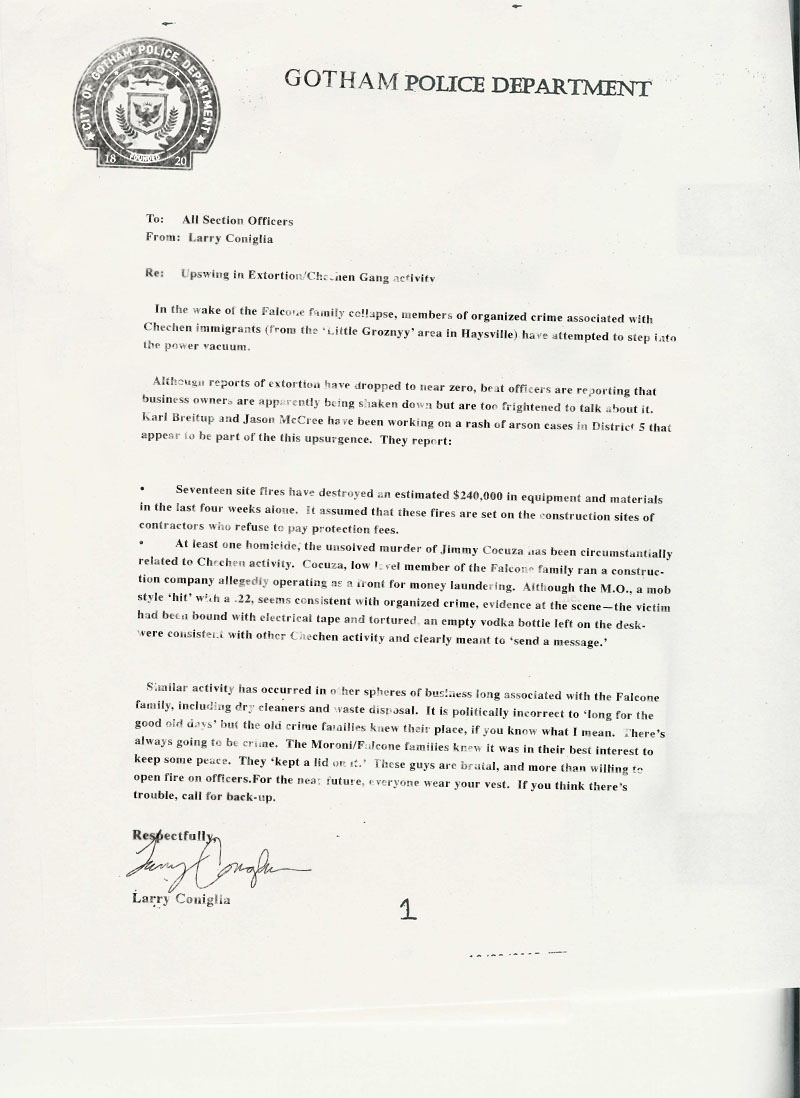 CITY OF GOTHAM POLICE DEPARTMENT
FOUNDED
18 20
GOTHAM POLICE DEPARTMENT
To: All Section Officers
From: Larry Coniglia
Re: Upswing in Extortion/Chechen Gang activity
In the wake of the Falcone family collapse, members of organized crime associated with
Chechen immigrants (from the 'Little Groznyy' area in Haysville) have attempted to step into
the power vacuum.
Although reports of extortion have dropped to near zero, beat officers are reporting that
business owners are apparently being shaken down but are too frightened to talk about it.
Karl Breitup and Jason McCree have been working on a rash of arson cases in District 5 that
appear to be part of the this upsurgence. They report:
• Seventeen site fires have destroyed an estimated $240,000 in equipment and materials
in the last four weeks alone. It assumed that these fires are set on the construction sites of
contractors who refuse to pay protection fees.
• At least one homicide, the unsolved murder of Jimmy Cocuza has been circumstantially
related to Chechen activity. Cocuza, low level member of the Falcone family ran a construc-
tion company allegedly operating as a front for money laundering. Although the M.O., a mob
style 'hit' with a .22, seems consistent with organized crime, evidence at the scene—the victim
had been bound with electrical tape and tortured, an empty vodka bottle left on the desk-
were consistent with other Chechen activity and clearly meant to 'send a message.'
Similar activity has occurred in other spheres of business long associated with the Falcone
family, including dry cleaners and waste disposal. It is politically incorrect to 'long for the
good old days' but the old crime families knew their place, if you know what I mean. There's
always going to be crime. The Moroni/Falcone families knew it was in their best interest to
keep some peace. They 'kept a lid on it.' These guys are brutal, and more than willing to
open fire on officers.For the near future, everyone wear your vest. If you think there's
trouble, call for back-up.
Respectfully,
Larry Coniglia
Larry Coniglia
1